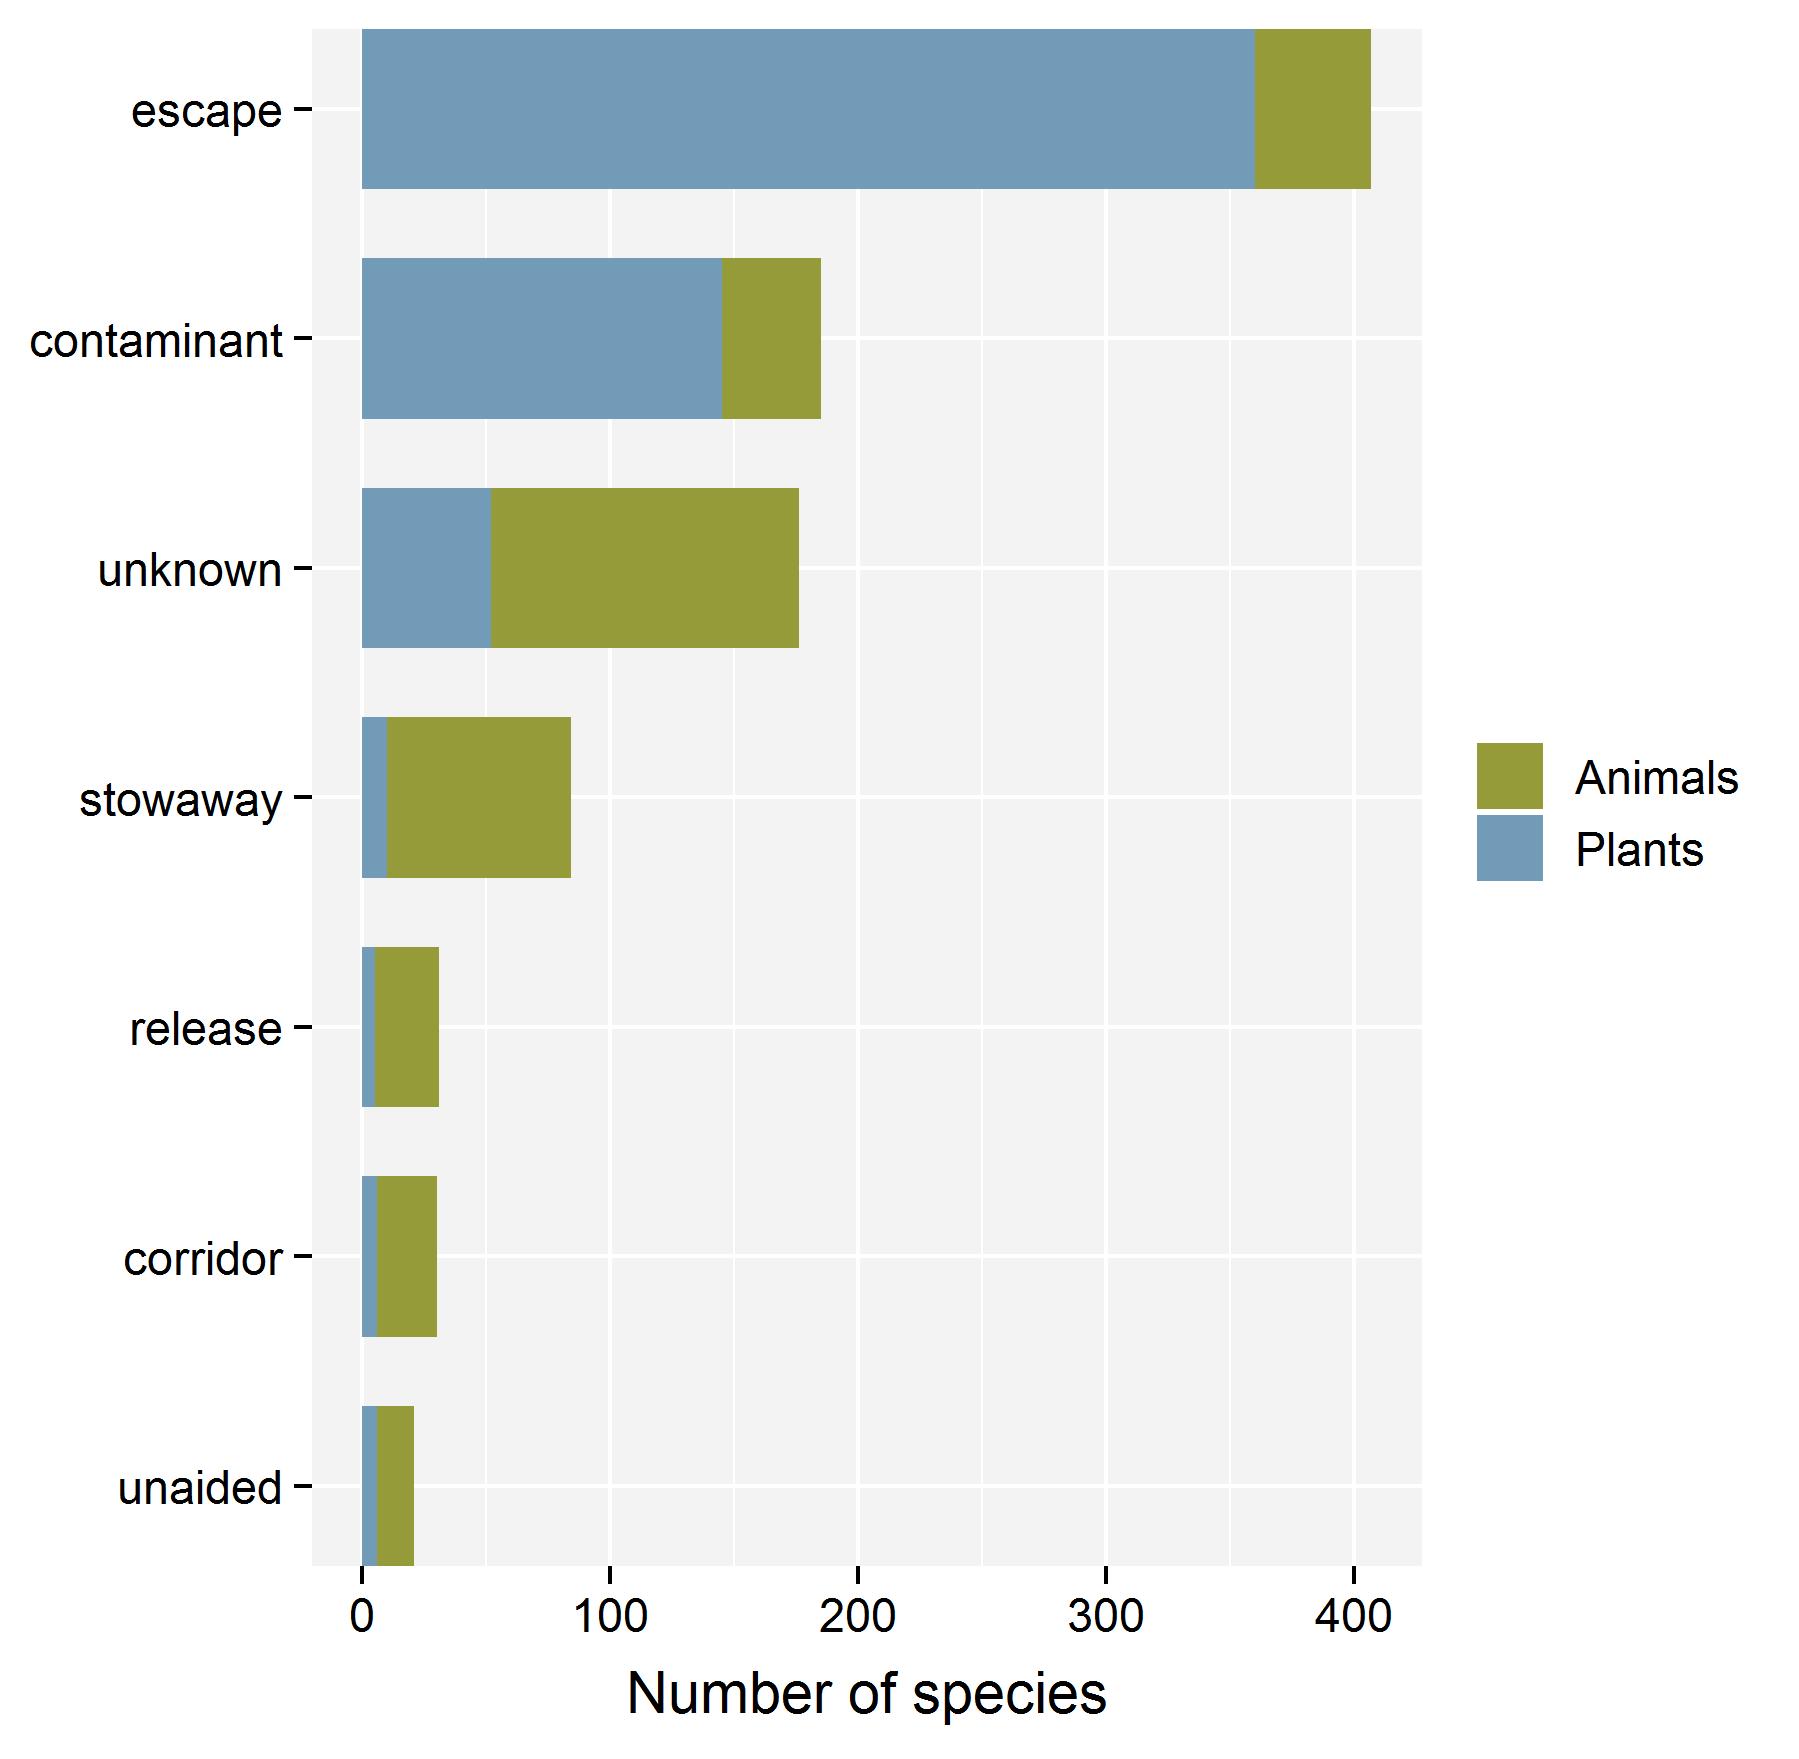 escape
contaminant
unknown
stowaway
release
corridor
unaided
0 100 200 300 400
Number of species
Animals
Plants